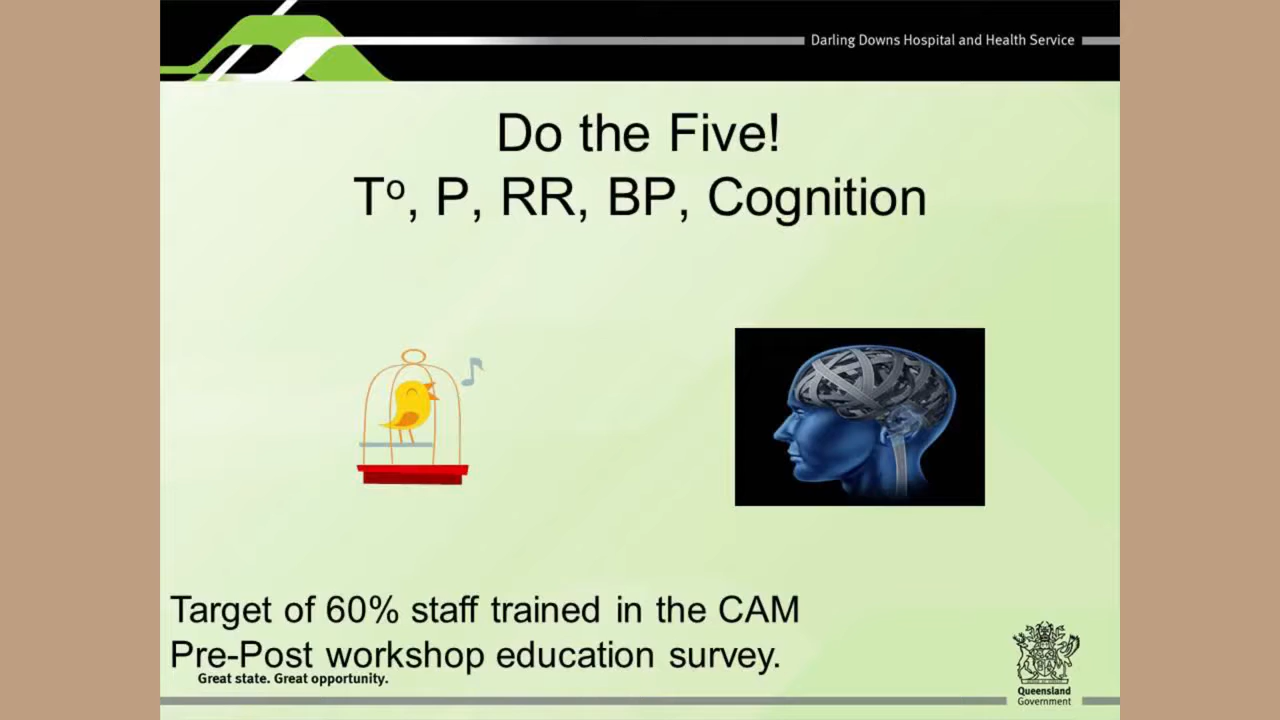 Darling Downs Hospital and Health Service
Do the Five!
Tº, P, RR, BP, Cognition
Target of 60% staff trained in the CAM
Pre-Post workshop education survey.
Great state. Great opportunity.
Queensland
Government